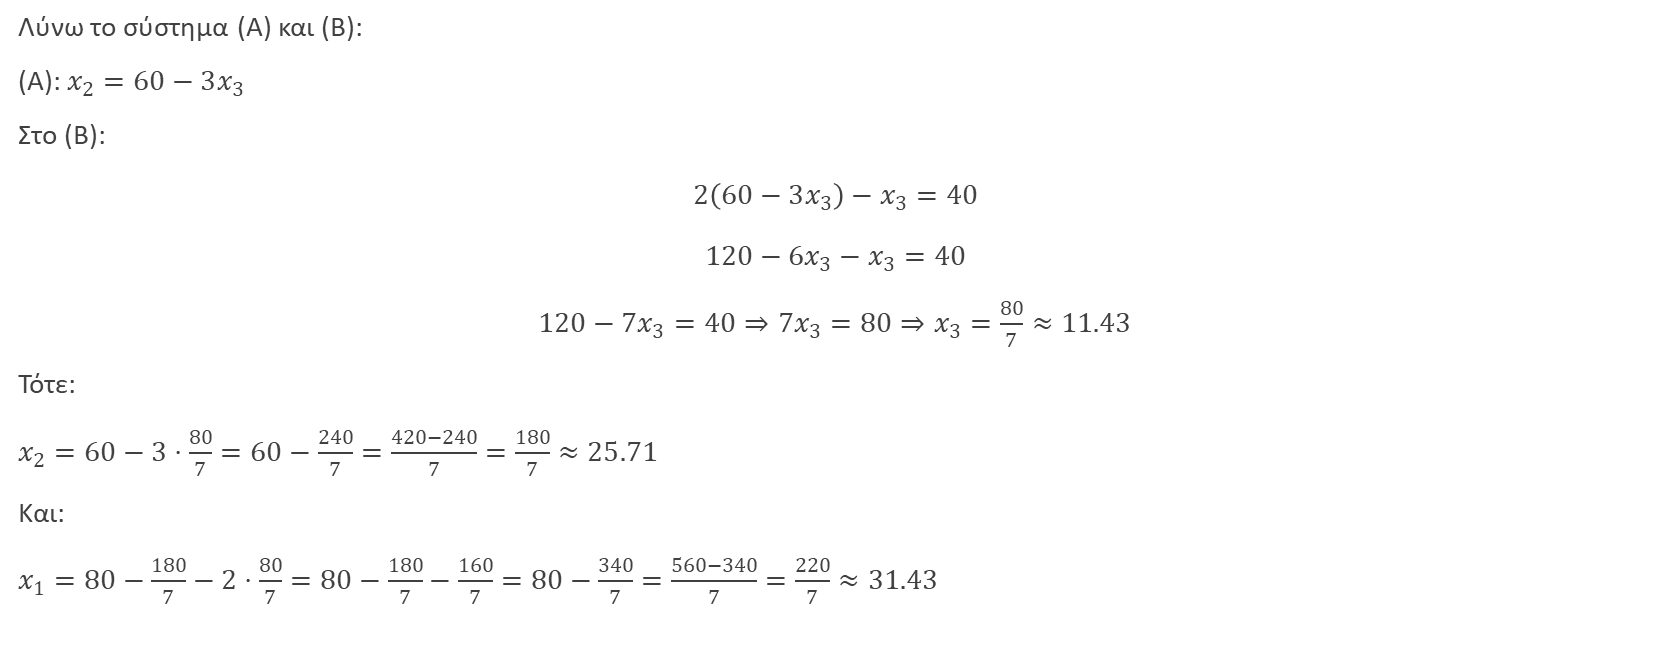 Λύνω το σύστημα (A) και (B):
(A): x₂ = 60 − 3x₃
Στο (B):
2(60 − 3x₃) − x₃ = 40
120 − 6x₃ − x₃ = 40
120 − 7x₃ = 40 ⇒ 7x₃ = 80 ⇒ x₃ = 80/7 ≈ 11.43
Τότε:
x₂ = 60 − 3 · 80/7 = 60 − 240/7 = 420−240/7 = 180/7 ≈ 25.71
Και:
x₁ = 80 − 180/7 − 2 · 80/7 = 80 − 180/7 − 160/7 = 80 − 340/7 = 560−340/7 = 220/7 ≈ 31.43